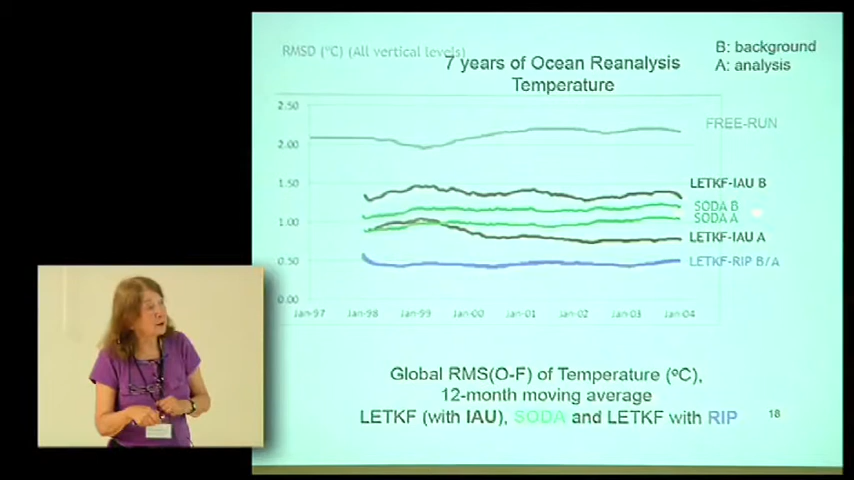 RMSD (°C) (All vertical levels)
7 years of Ocean Reanalysis
Temperature
B: background
A: analysis
2.50
2.00
1.50
1.00
0.50
0.00
FREE-RUN
LETKF-IAU B
SODA B
SODA A
LETKF-IAU A
LETKF-RIP B/A
Jan-97 Jan-98 Jan-99 Jan-00 Jan-01 Jan-02 Jan-03 Jan-04
Global RMS(O-F) of Temperature (°C),
12-month moving average
LETKF (with IAU), SODA and LETKF with RIP
18